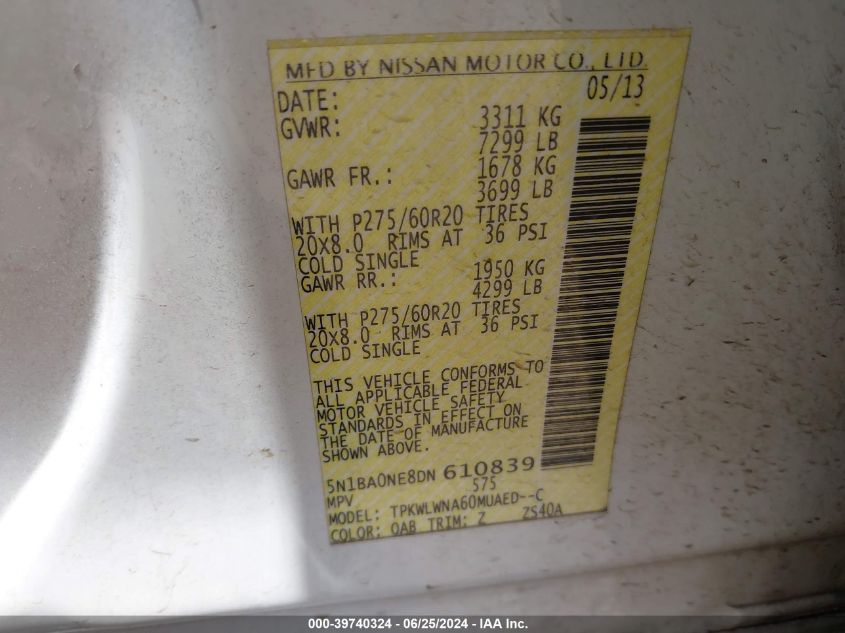 MFD BY NISSAN MOTOR CO., LTD.
DATE: 05/13
GVWR: 3311 KG
7299 LB
GAWR FR.: 1678 KG
3699 LB
WITH P275/60R20 TIRES
20X8.0 RIMS AT 36 PSI
COLD SINGLE
GAWR RR.: 1950 KG
4299 LB
WITH P275/60R20 TIRES
20X8.0 RIMS AT 36 PSI
COLD SINGLE
THIS VEHICLE CONFORMS TO
ALL APPLICABLE FEDERAL
MOTOR VEHICLE SAFETY
STANDARDS IN EFFECT ON
THE DATE OF MANUFACTURE
SHOWN ABOVE.
5N1BA0NE8DN 610839
MPV S75
MODEL: TPKWLWNA60MUAED--C
COLOR: QAB TRIM: Z ZS40A
000-39740324 - 06/25/2024 - IAA Inc.